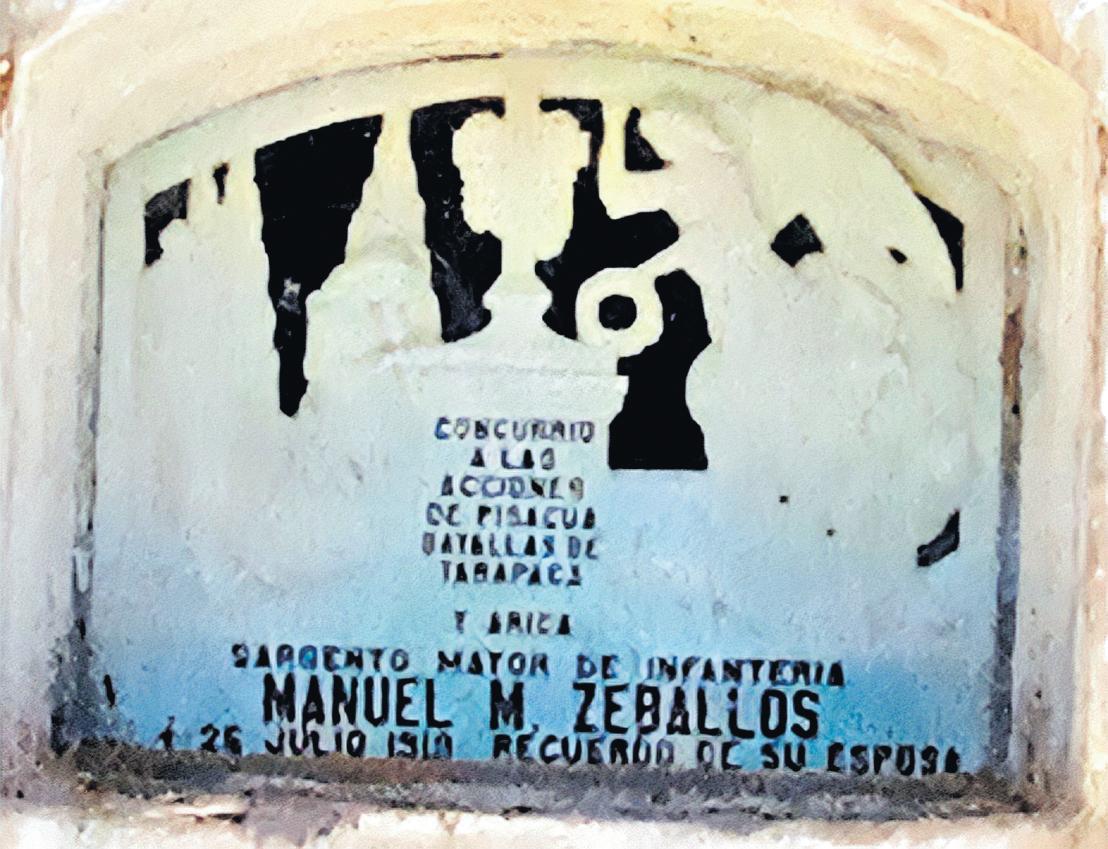 CONCURRIO
A LAS
ACCIONES
DE PISAGUA
BATALLAS DE
TARAPACA
Y ARICA
SARGENTO MAYOR DE INFANTERIA
MANUEL M. ZEBALLOS
† 26 JULIO RECUERDO DE SU ESPOSA